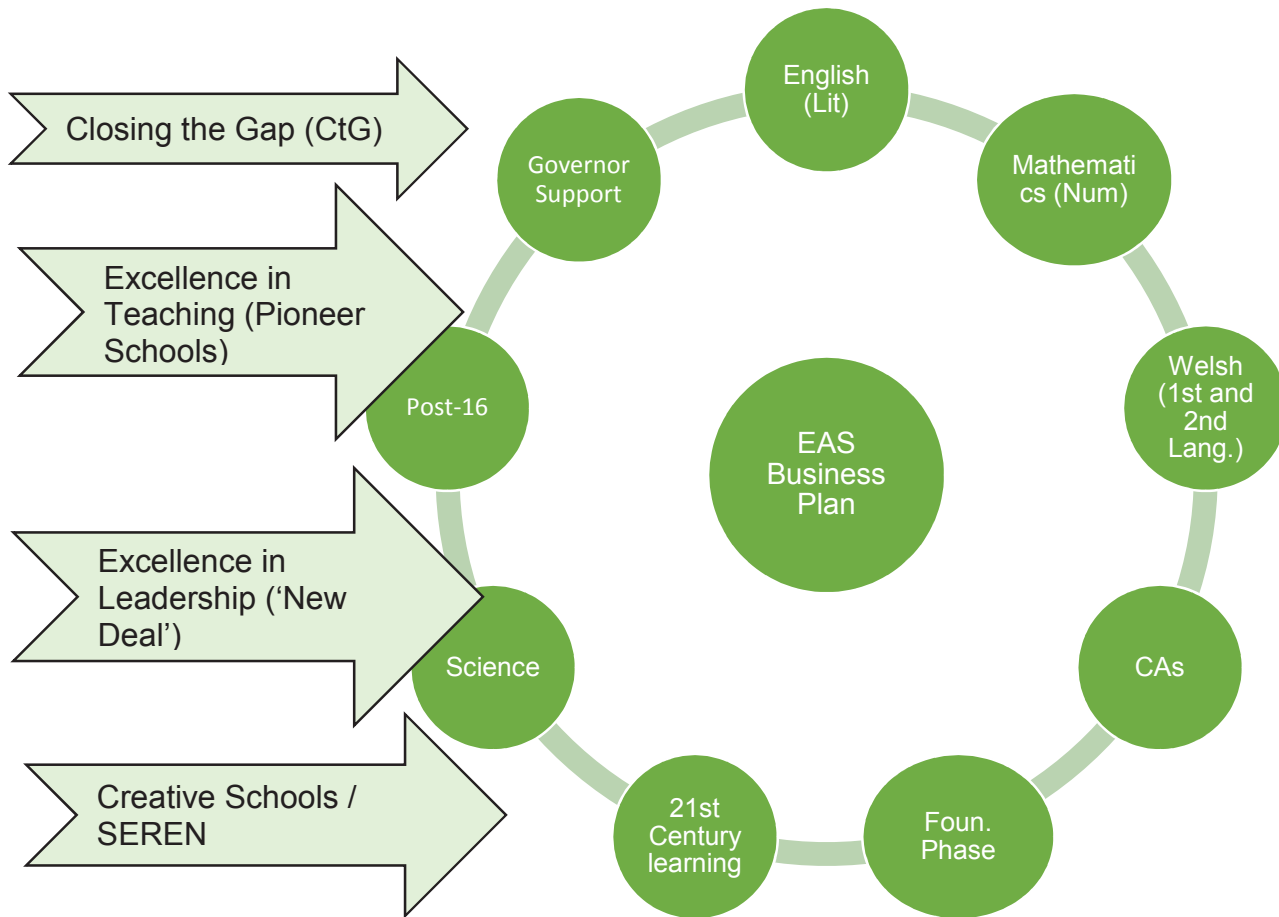 Closing the Gap (CtG)
Excellence in
Teaching (Pioneer
Schools)
Excellence in
Leadership (‘New
Deal’)
Creative Schools /
SEREN
English
(Lit)
Mathemati
cs (Num)
Welsh
(1st and
2nd
Lang.)
CAs
Foun.
Phase
21st
Century
learning
Science
Post-16
Governor
Support
EAS
Business
Plan